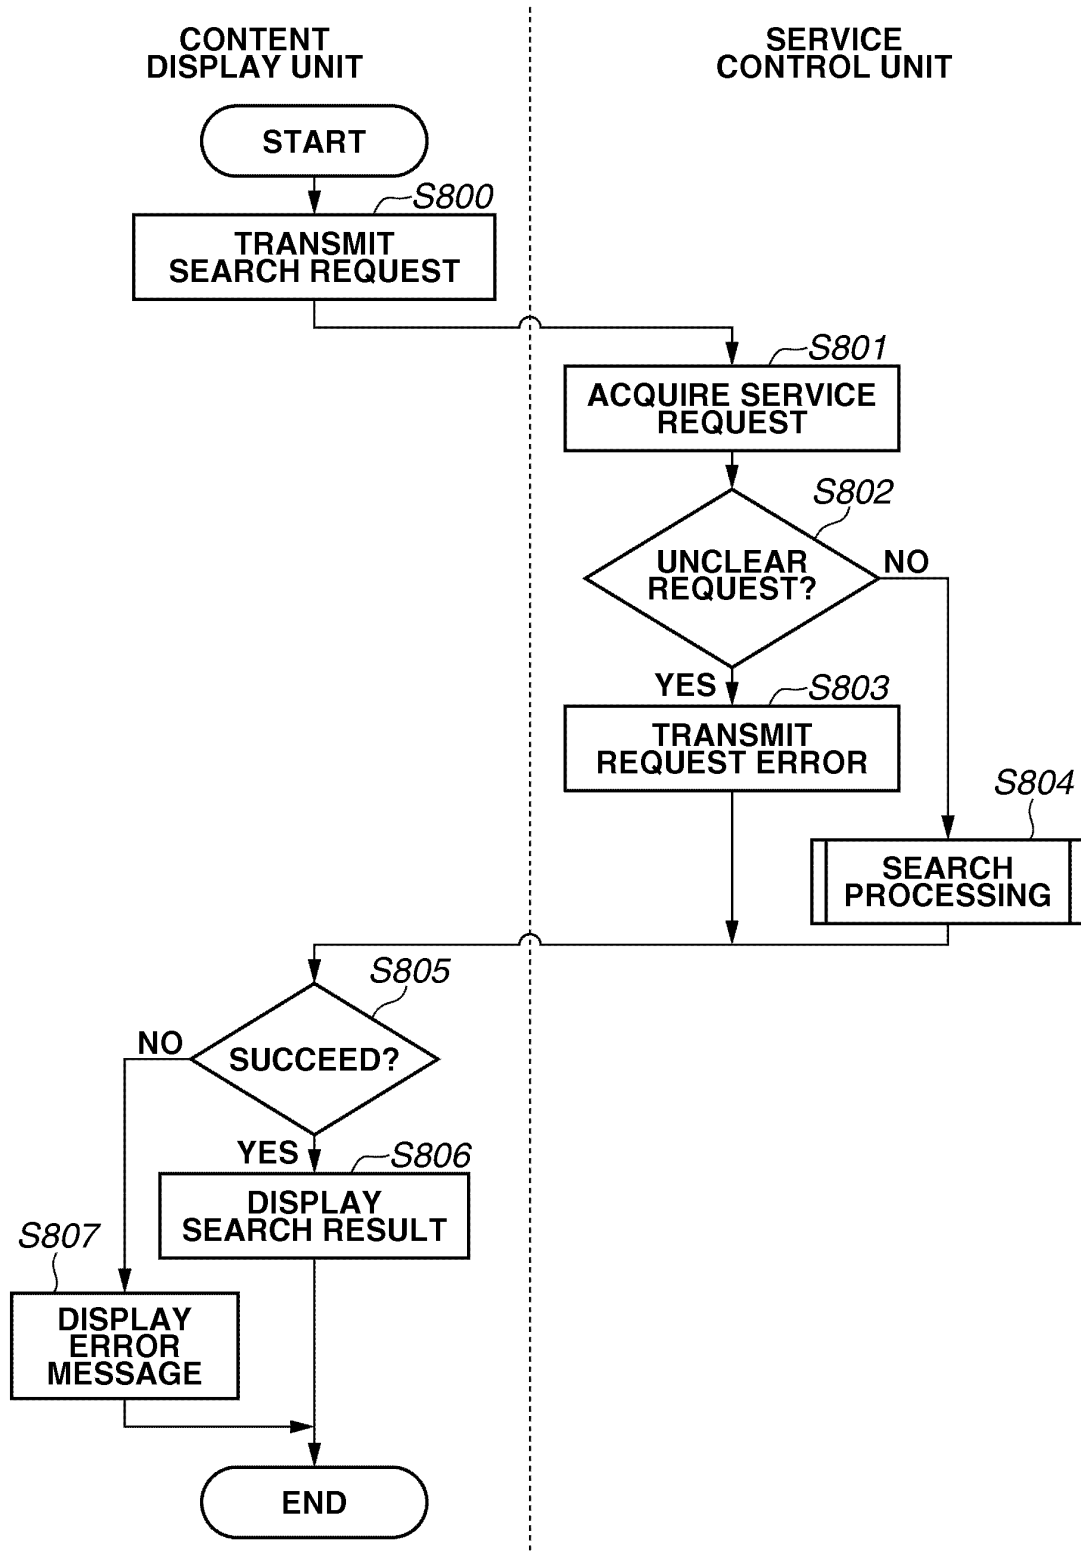 CONTENT
DISPLAY UNIT
SERVICE
CONTROL UNIT
START
S800
TRANSMIT
SEARCH REQUEST
S801
ACQUIRE SERVICE
REQUEST
S802
UNCLEAR
REQUEST?
NO
YES
S803
TRANSMIT
REQUEST ERROR
S804
SEARCH
PROCESSING
S805
SUCCEED?
NO
YES
S806
DISPLAY
SEARCH RESULT
S807
DISPLAY
ERROR
MESSAGE
END